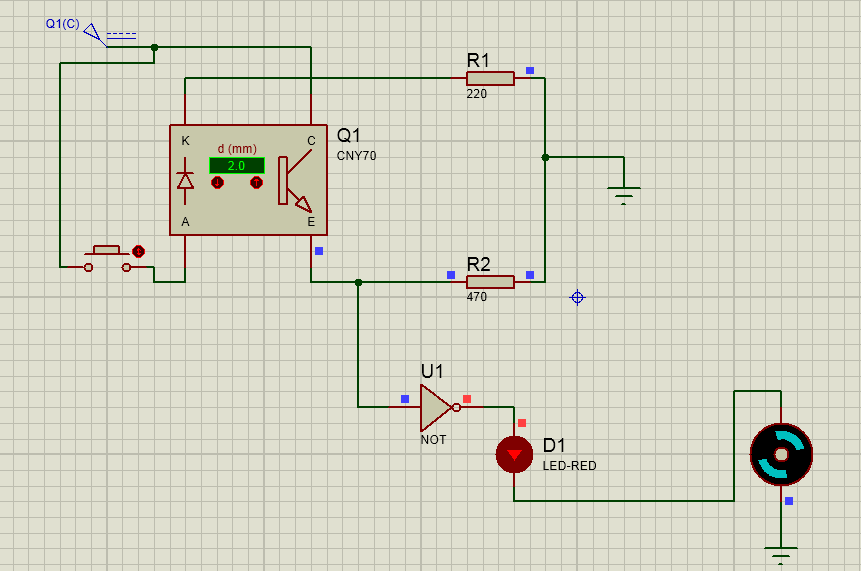 Q1(C)
R1
220
K
C
d (mm)
2.0
A
E
Q1
CNY70
R2
470
U1
NOT
D1
LED-RED